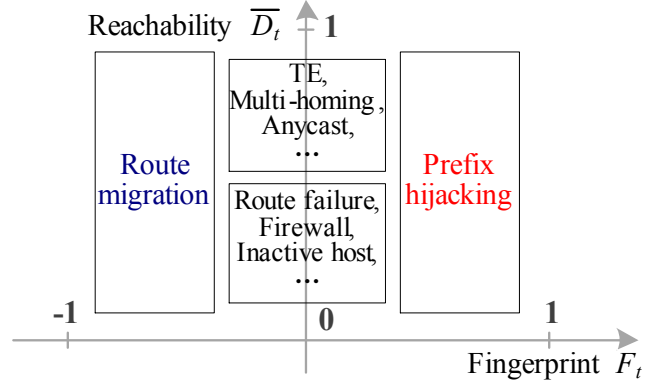 Reachability D̅t
1
TE,
Multi-homing,
Anycast,
...
Route
migration
Prefix
hijacking
Route failure,
Firewall,
Inactive host,
...
-1
0
1
Fingerprint Ft